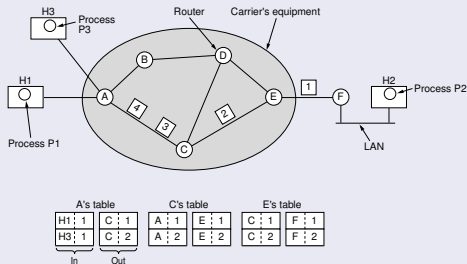 H3
Process
P3
Router
Carrier's equipment
H1
Process P1
A
B
D
E
C
4
3
2
1
F
H2
Process P2
LAN
A's table
H1 1 C 1
H3 1 C 2
In Out
C's table
A 1 E 1
A 2 E 2
E's table
C 1 F 1
C 2 F 2